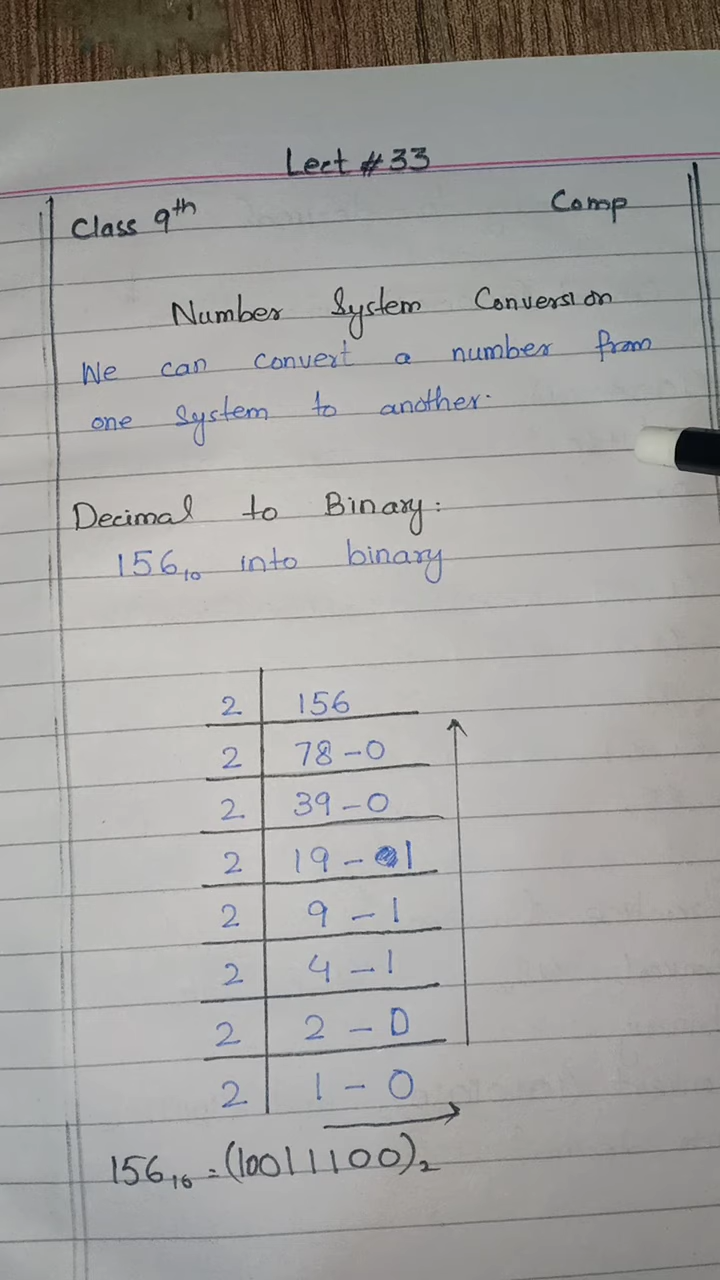 Lect # 33
Class 9th Comp
Number System Conversion
We can convert a number from
one System to another.
Decimal to Binary:
156₁₀ into binary
2 156
2 78 - 0
2 39 - 0
2 19 - 1
2 9 - 1
2 4 - 1
2 2 - 0
2 1 - 0
156₁₆ = (10011100)₂